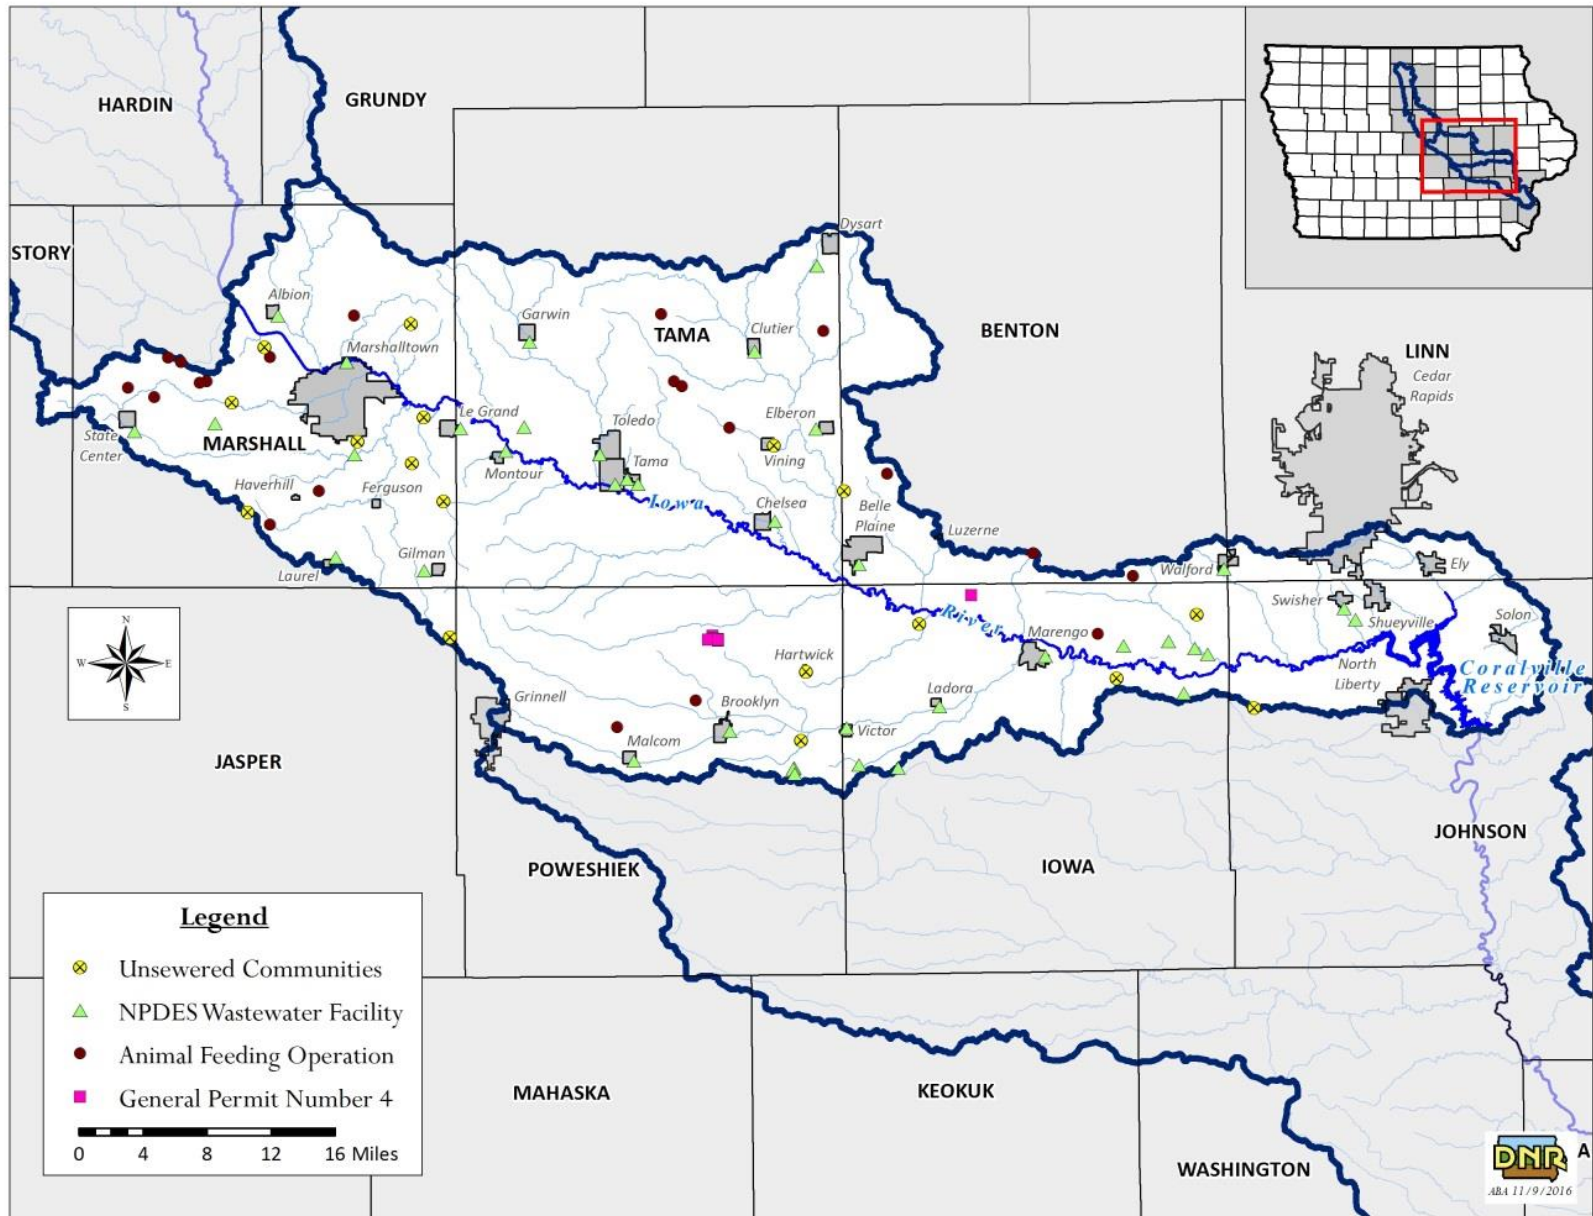 HARDIN
GRUNDY
STORY
Dysart
Albion
Garwin
TAMA
Clutier
BENTON
Marshalltown
LINN
Cedar
Rapids
Le Grand
Toledo
Elberon
State
Center
MARSHALL
Montour
Tama
Vining
Haverhill
Ferguson
Iowa
Chelsea
Belle
Plaine
Luzerne
Gilman
Laurel
Walford
Ely
Swisher
Shueyville
Solon
River
Marengo
Hartwick
North
Liberty
Coralville
Reservoir
N
W
E
S
Grinnell
Brooklyn
Ladora
Malcom
Victor
JASPER
POWESHIEK
IOWA
JOHNSON
Legend
Unsewered Communities
NPDES Wastewater Facility
Animal Feeding Operation
General Permit Number 4
0 4 8 12 16 Miles
MAHASKA
KEOKUK
WASHINGTON
DNR
A
ABA 11/9/2016